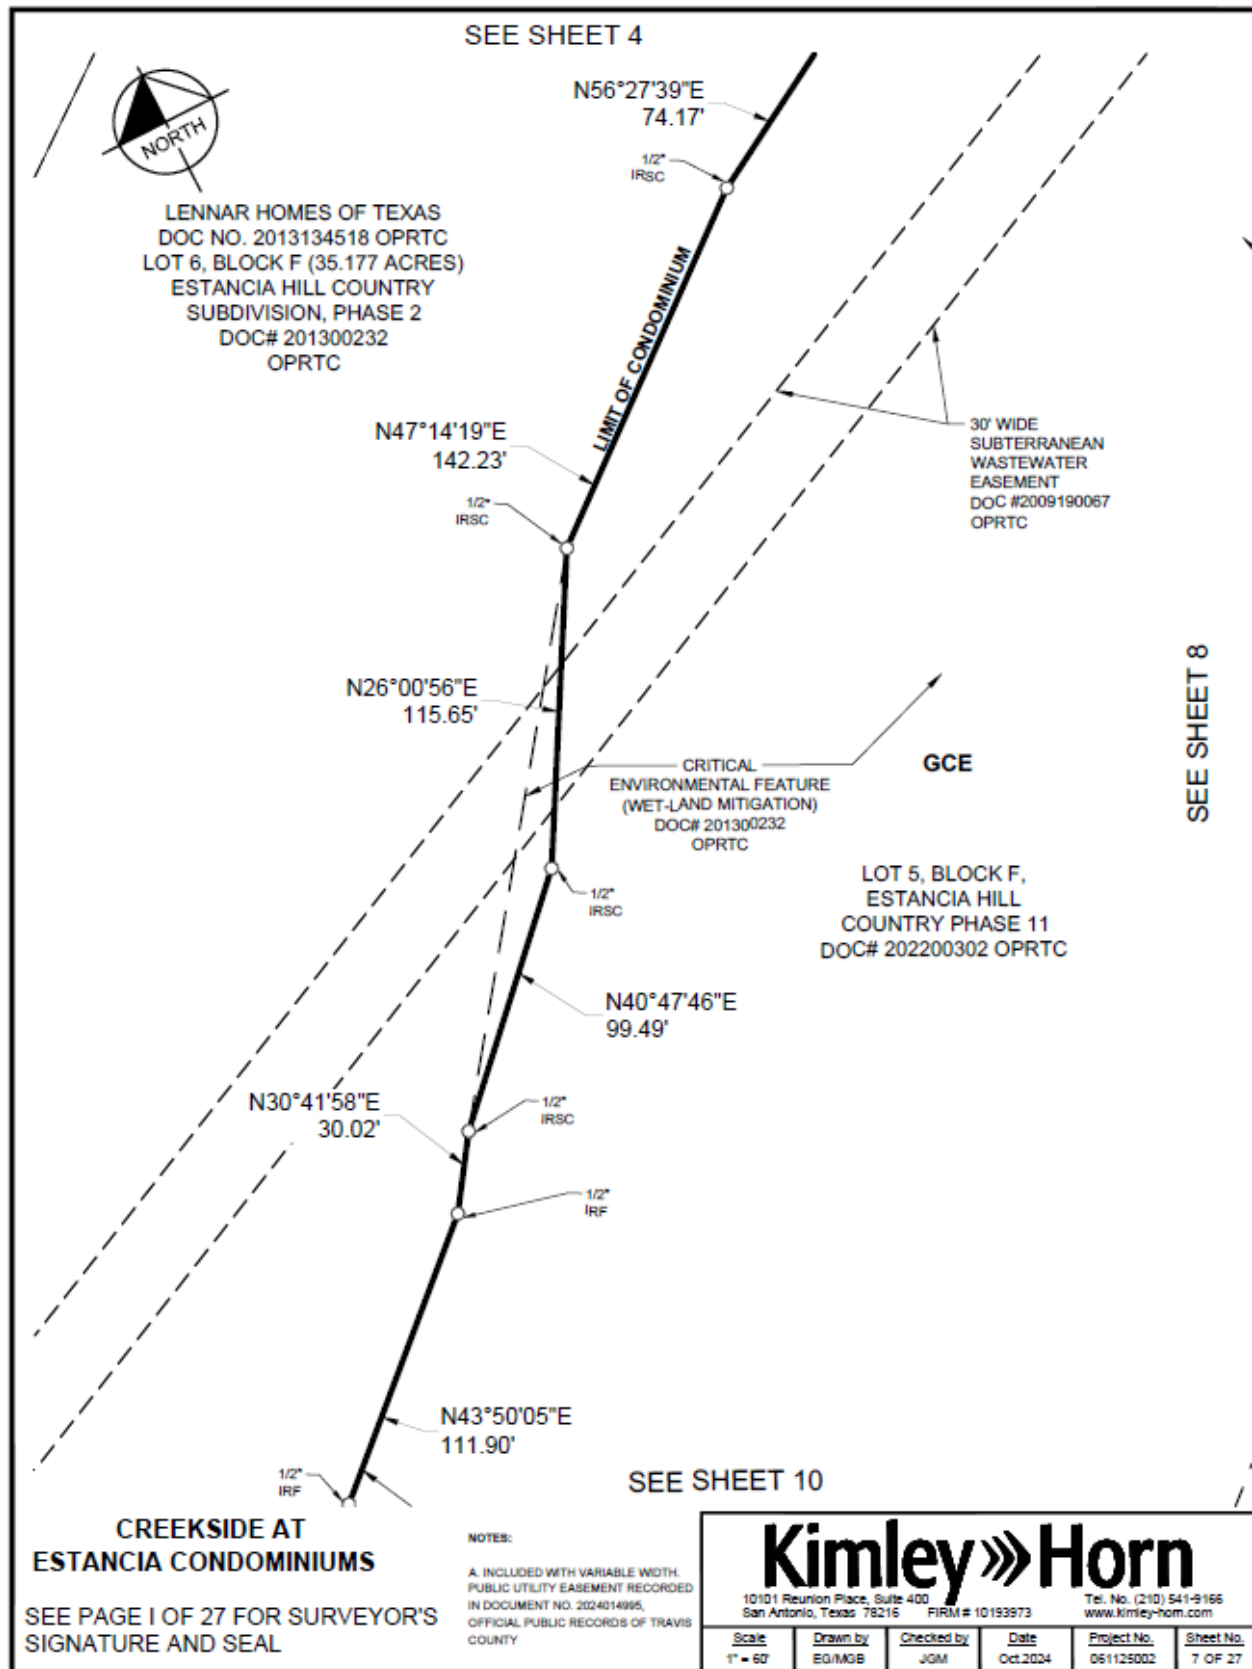 SEE SHEET 4
N56°27'39"E
74.17'
1/2"
IRSC
NORTH
LENNAR HOMES OF TEXAS
DOC NO. 2013134518 OPRTC
LOT 6, BLOCK F (35.177 ACRES)
ESTANCIA HILL COUNTRY
SUBDIVISION, PHASE 2
DOC# 201300232
OPRTC
LIMIT OF CONDOMINIUM
N47°14'19"E
142.23'
1/2"
IRSC
30' WIDE
SUBTERRANEAN
WASTEWATER
EASEMENT
DOC #2009190067
OPRTC
SEE SHEET 8
N26°00'56"E
115.65'
CRITICAL
ENVIRONMENTAL FEATURE
(WET-LAND MITIGATION)
DOC# 201300232
OPRTC
GCE
LOT 5, BLOCK F,
ESTANCIA HILL
COUNTRY PHASE 11
DOC# 202200302 OPRTC
1/2"
IRSC
N40°47'46"E
99.49'
N30°41'58"E
30.02'
1/2"
IRSC
1/2"
IRF
N43°50'05"E
111.90'
1/2"
IRF
SEE SHEET 10
CREEKSIDE AT
ESTANCIA CONDOMINIUMS
SEE PAGE I OF 27 FOR SURVEYOR'S
SIGNATURE AND SEAL
NOTES:
A. INCLUDED WITH VARIABLE WIDTH.
PUBLIC UTILITY EASEMENT RECORDED
IN DOCUMENT NO. 2024014995,
OFFICIAL PUBLIC RECORDS OF TRAVIS
COUNTY
Kimley»Horn
10101 Reunion Place, Suite 400
San Antonio, Texas 78216 FIRM # 10193973
Tel. No. (210) 541-9166
www.kimley-horn.com
Scale Drawn by Checked by Date Project No. Sheet No.
1" = 60' EG/MGB JGM Oct.2024 061125002 7 OF 27